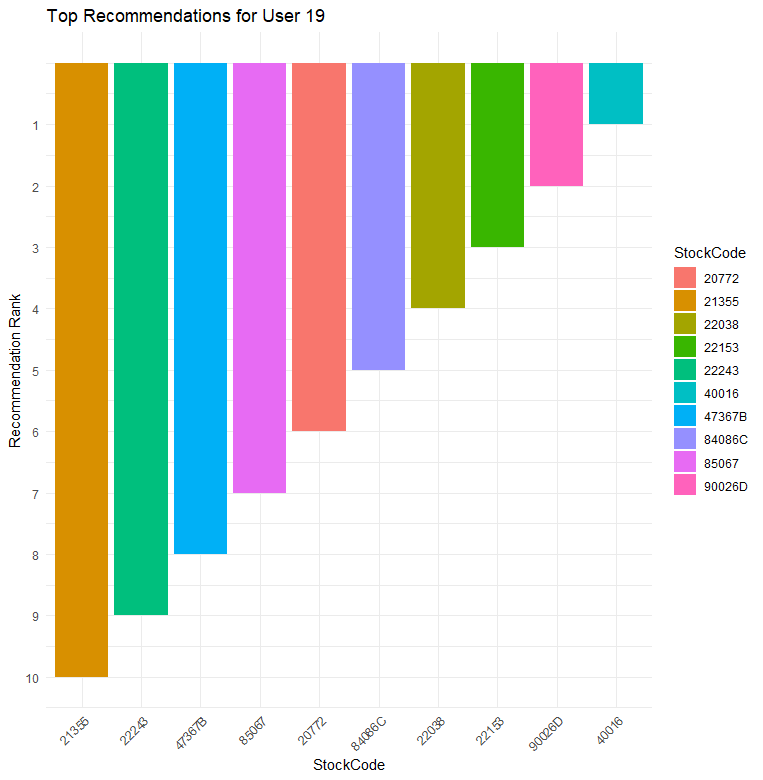 Top Recommendations for User 19
Recommendation Rank
1
2
3
4
5
6
7
8
9
10
21355
22243
47367B
85067
20772
84086C
22038
22153
90026D
40016
StockCode
StockCode
20772
21355
22038
22153
22243
40016
47367B
84086C
85067
90026D